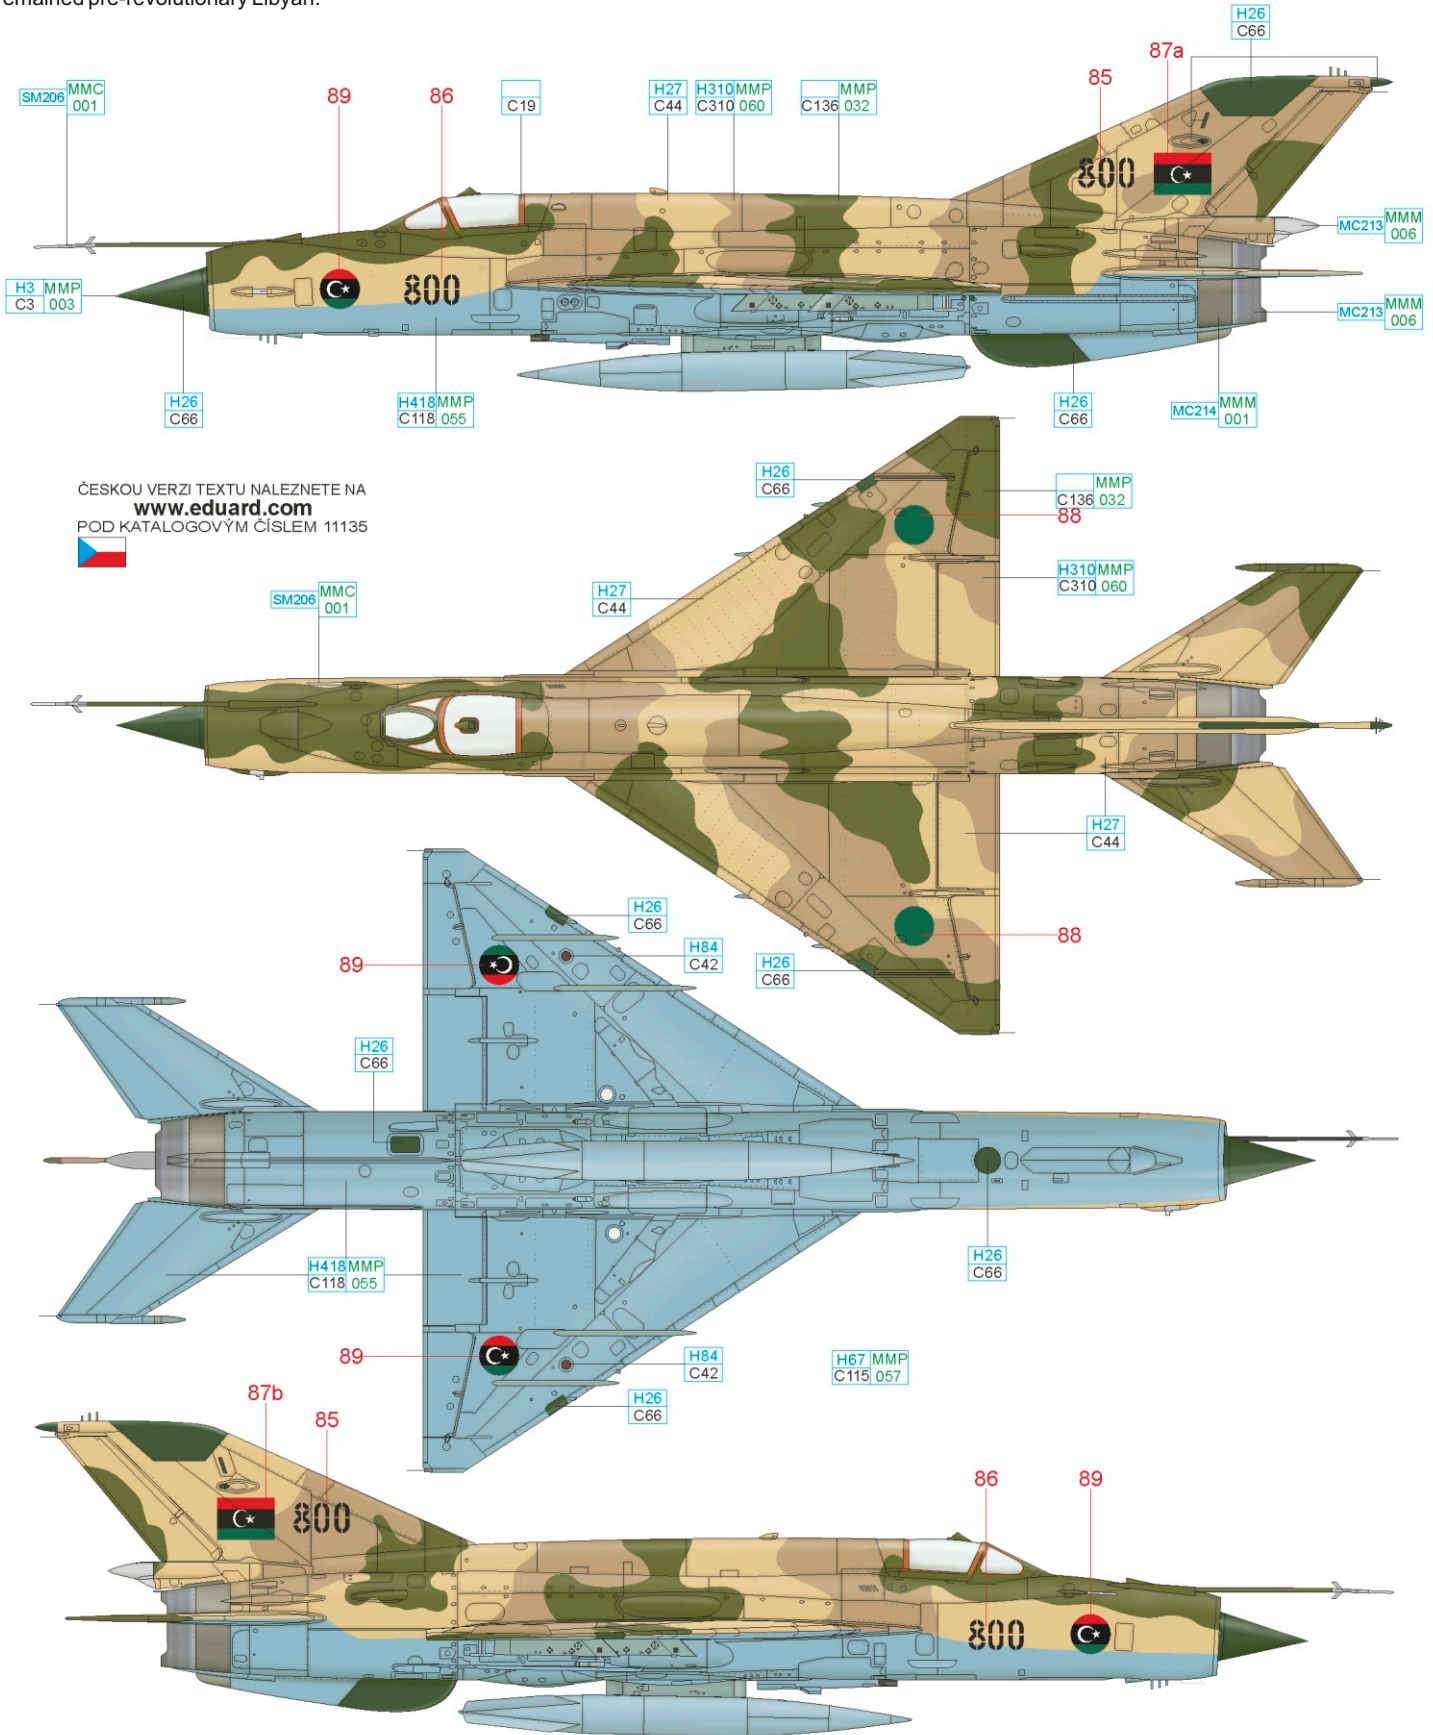 emained pre-revolutionary Libyan.
H26
C66
87a
85
SM206 MMC 001
89
86
C19
H27
C44
H310 MMP
C310 060
MMP
C136 032
800
800
MC213 MMM 006
H3 MMP
C3 003
MC213 MMM 006
H26
C66
H418 MMP
C118 055
H26
C66
MC214 MMM 001
ČESKOU VERZI TEXTU NALEZNETE NA
www.eduard.com
POD KATALOGOVÝM ČÍSLEM 11135
H26
C66
MMP
C136 032
88
H310 MMP
C310 060
H27
C44
SM206 MMC 001
H27
C44
H26
C66
H84
C42
88
H26
C66
89
H26
C66
H418 MMP
C118 055
H26
C66
89
H84
C42
H67 MMP
C115 057
H26
C66
87b
85
86
89
800
800